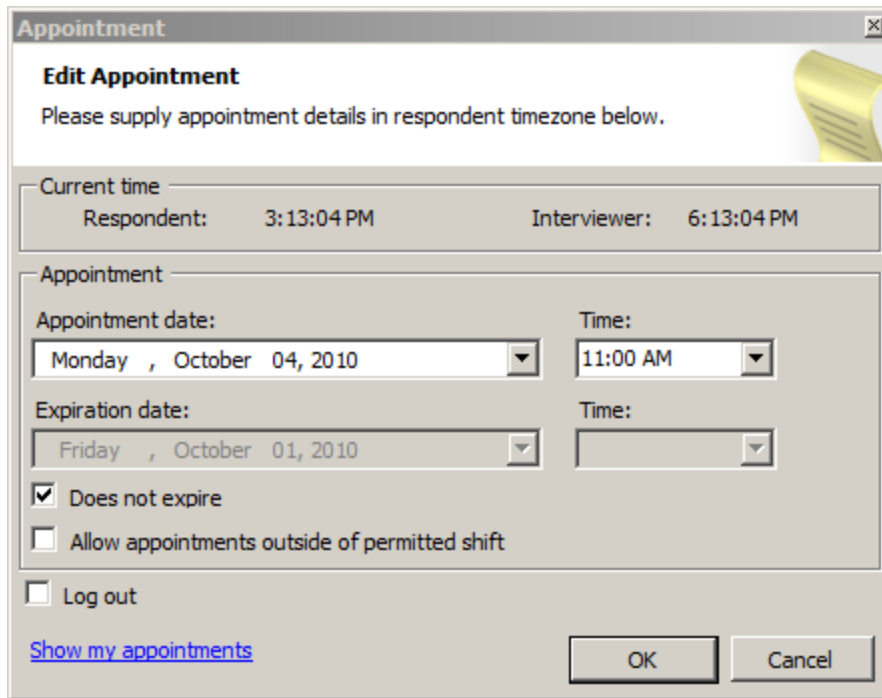 Appointment
Edit Appointment
Please supply appointment details in respondent timezone below.
Current time
Respondent: 3:13:04 PM Interviewer: 6:13:04 PM
Appointment
Appointment date: Time:
Monday , October 04, 2010 11:00 AM
Expiration date: Time:
Friday , October 01, 2010
Does not expire
Allow appointments outside of permitted shift
Log out
Show my appointments OK Cancel